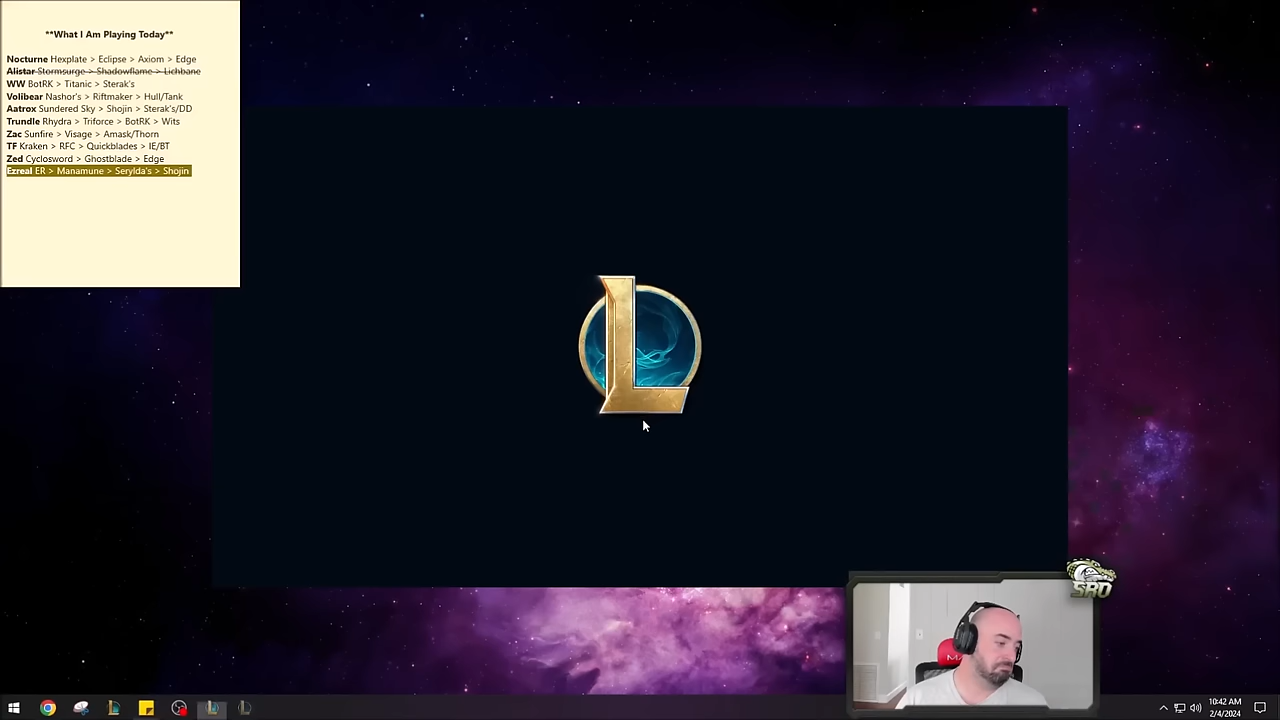 **What I Am Playing Today**
Nocturne Hexplate > Eclipse > Axiom > Edge
Alistar Stormsurge > Shadowflame > Lichbane
WW BotRK > Titanic > Sterak's
Volibear Nashor's > Riftmaker > Hull/Tank
Aatrox Sundered Sky > Shojin > Sterak's/DD
Trundle Rhydra > Triforce > BotRK > Wits
Zac Sunfire > Visage > Amask/Thorn
TF Kraken > RFC > Quickblades > IE/BT
Zed Cyclosword > Ghostblade > Edge
Ezreal ER > Manamune > Serylda's > Shojin
SRO
10:42 AM
2/4/2024